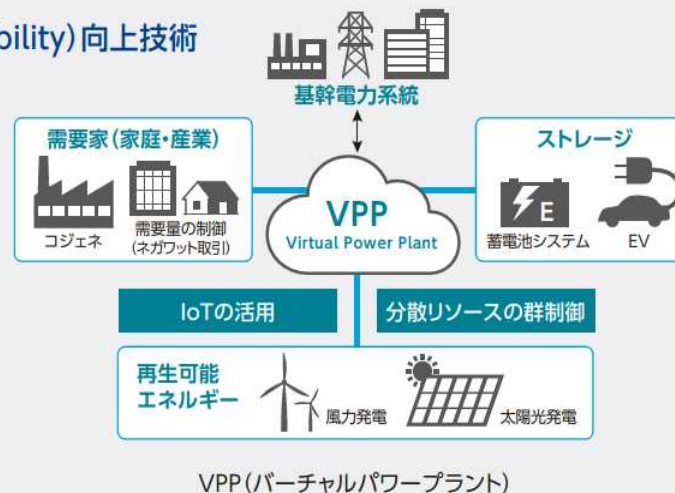 bility)向上技術
基幹電力系統
需要家(家庭・産業)
コジェネ
需要量の制御
(ネガワット取引)
VPP
Virtual Power Plant
ストレージ
E
蓄電池システム
EV
IoTの活用
分散リソースの群制御
再生可能
エネルギー
風力発電
太陽光発電
VPP(バーチャルパワープラント)